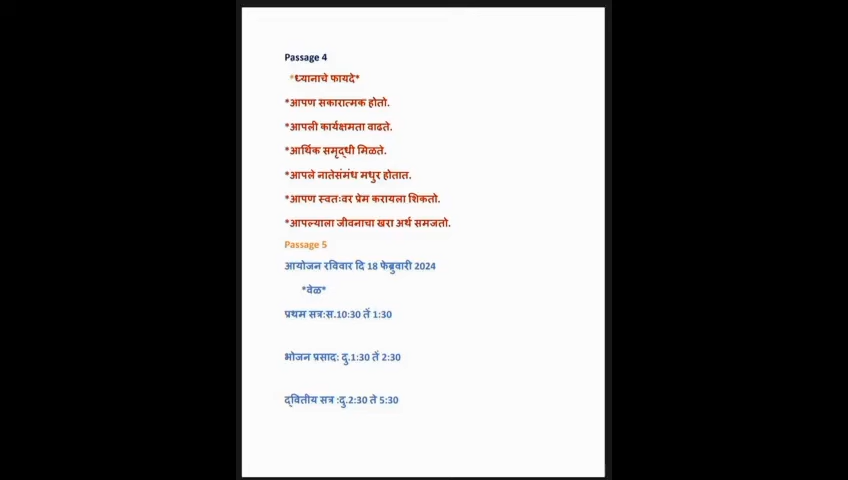 Passage 4
*ध्यानाचे फायदे*
*आपण सकारात्मक होतो.
*आपली कार्यक्षमता वाढते.
*आर्थिक समृद्धी मिळते.
*आपले नातेसंमंध मधुर होतात.
*आपण स्वतःवर प्रेम करायला शिकतो.
*आपल्याला जीवनाचा खरा अर्थ समजतो.
Passage 5
आयोजन रविवार दि 18 फेब्रुवारी 2024
*वेळ*
प्रथम सत्र:स.10:30 तें 1:30
भोजन प्रसाद: दु.1:30 तें 2:30
द्वितीय सत्र :दु.2:30 ते 5:30